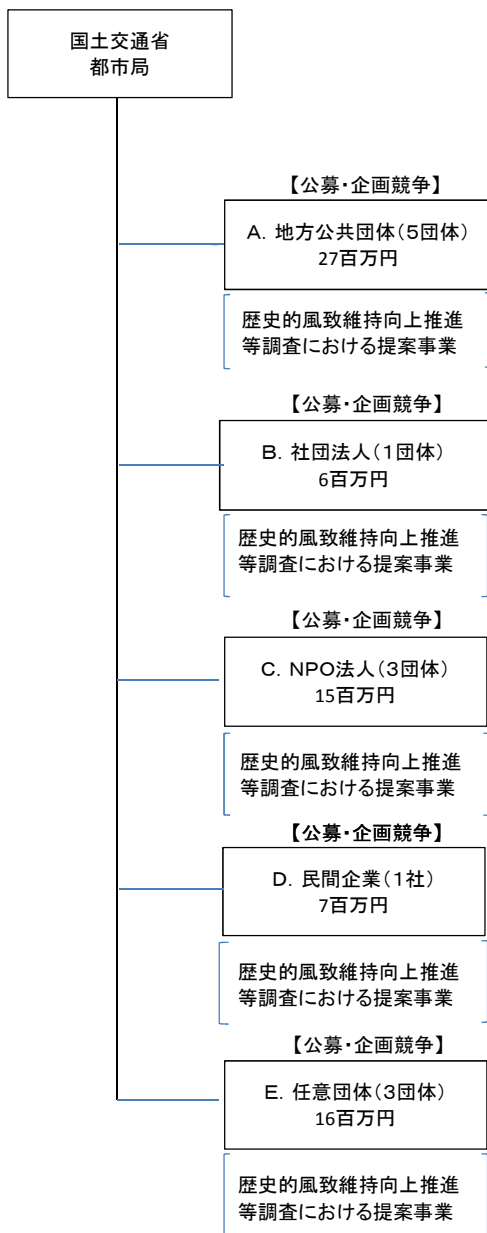 国土交通省
都市局
【公募・企画競争】
A. 地方公共団体(5団体)
27百万円
歴史的風致維持向上推進
等調査における提案事業
【公募・企画競争】
B. 社団法人(1団体)
6百万円
歴史的風致維持向上推進
等調査における提案事業
【公募・企画競争】
C. NPO法人(3団体)
15百万円
歴史的風致維持向上推進
等調査における提案事業
【公募・企画競争】
D. 民間企業(1社)
7百万円
歴史的風致維持向上推進
等調査における提案事業
【公募・企画競争】
E. 任意団体(3団体)
16百万円
歴史的風致維持向上推進
等調査における提案事業